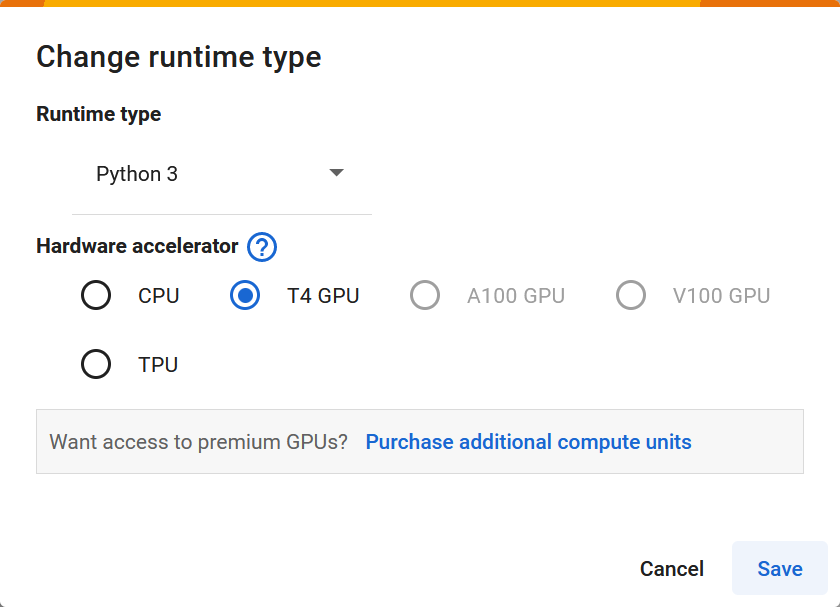 Change runtime type
Runtime type
Python 3
Hardware accelerator ?
CPU T4 GPU A100 GPU V100 GPU
TPU
Want access to premium GPUs? Purchase additional compute units
Cancel Save